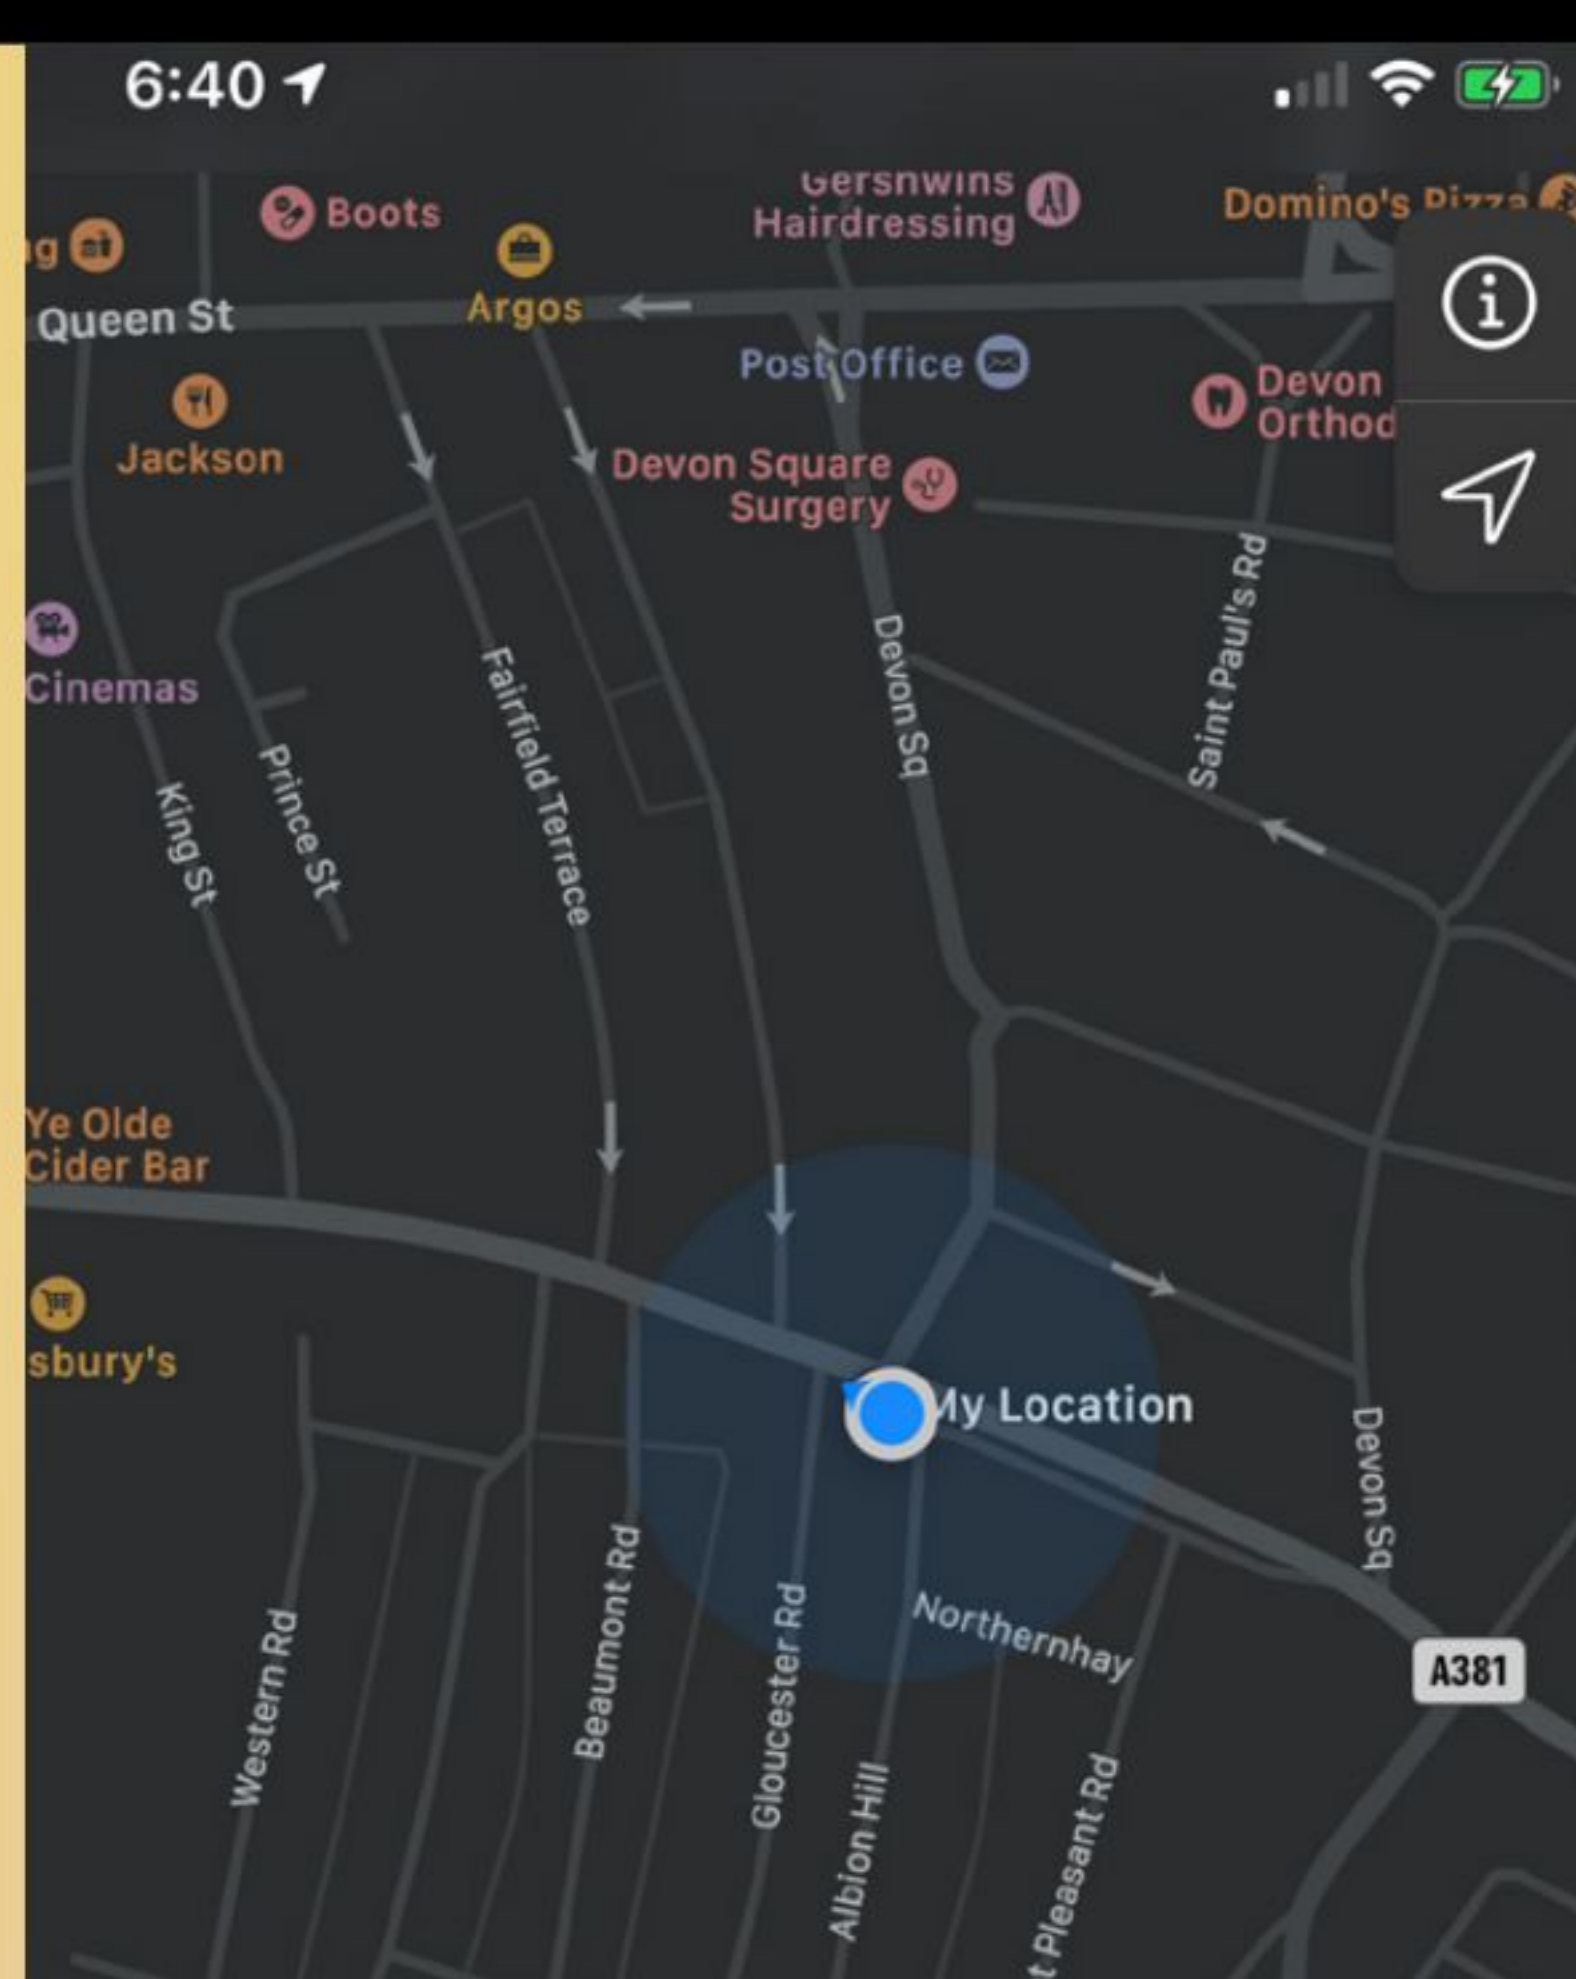 6:40
Gershwins
Hairdressing
Domino's Pizza
Boots
ng
Argos
Queen St
Post Office
Devon
Orthod
Jackson
Devon Square
Surgery
Saint Paul's Rd
Devon Sq
Cinemas
Fairfield Terrace
Prince St
King St
Ye Olde
Cider Bar
sbury's
My Location
Devon Sq
Beaumont Rd
Northernhay
Gloucester Rd
Western Rd
A381
Albion Hill
t Pleasant Rd